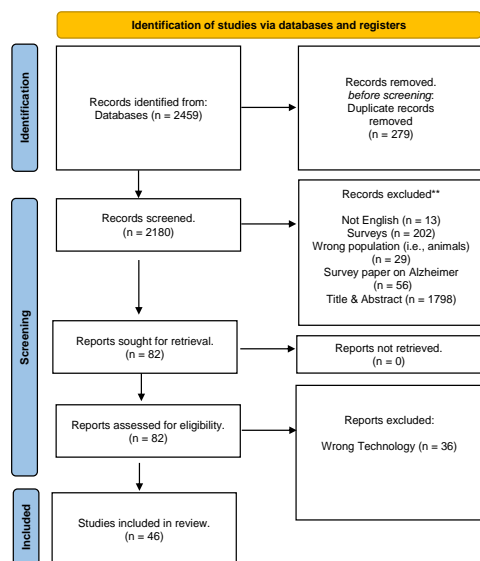 Identification of studies via databases and registers
Identification
Records identified from:
Databases (n = 2459)
Records removed.
before screening:
Duplicate records
removed
(n = 279)
Screening
Records screened.
(n = 2180)
Records excluded**
Not English (n = 13)
Surveys (n = 202)
Wrong population (i.e., animals)
(n = 29
Survey paper on Alzheimer
(n = 56)
Title & Abstract (n = 1798)
Reports sought for retrieval.
(n = 82)
Reports not retrieved.
(n = 0)
Reports assessed for eligibility.
(n = 82)
Reports excluded:
Wrong Technology (n = 36)
Included
Studies included in review.
(n = 46)